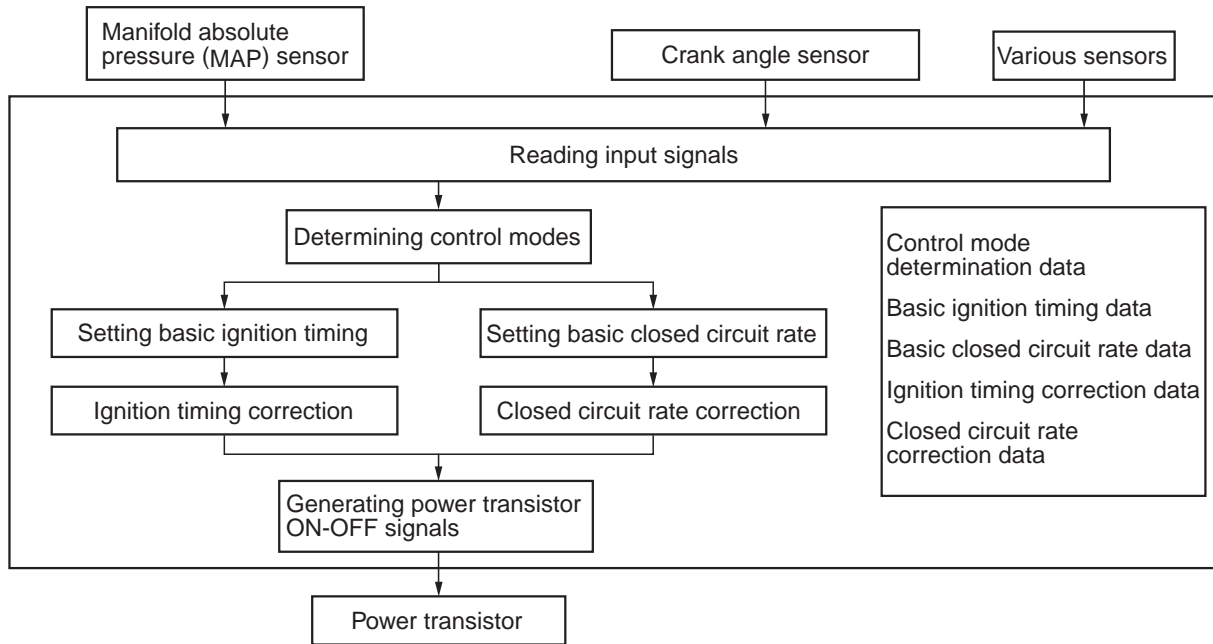 Manifold absolute
pressure (MAP) sensor
Crank angle sensor
Various sensors
Reading input signals
Determining control modes
Setting basic ignition timing
Setting basic closed circuit rate
Ignition timing correction
Closed circuit rate correction
Generating power transistor
ON-OFF signals
Power transistor
Control mode
determination data
Basic ignition timing data
Basic closed circuit rate data
Ignition timing correction data
Closed circuit rate
correction data